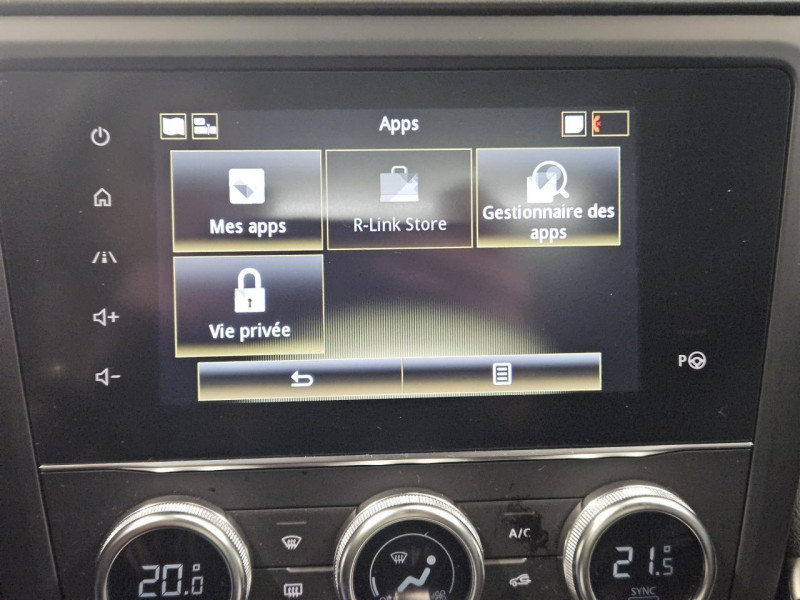 Apps
Mes apps
R-Link Store
Gestionnaire des
apps
Vie privée
+
-
P
A/C
20.0
21.5
SYNC